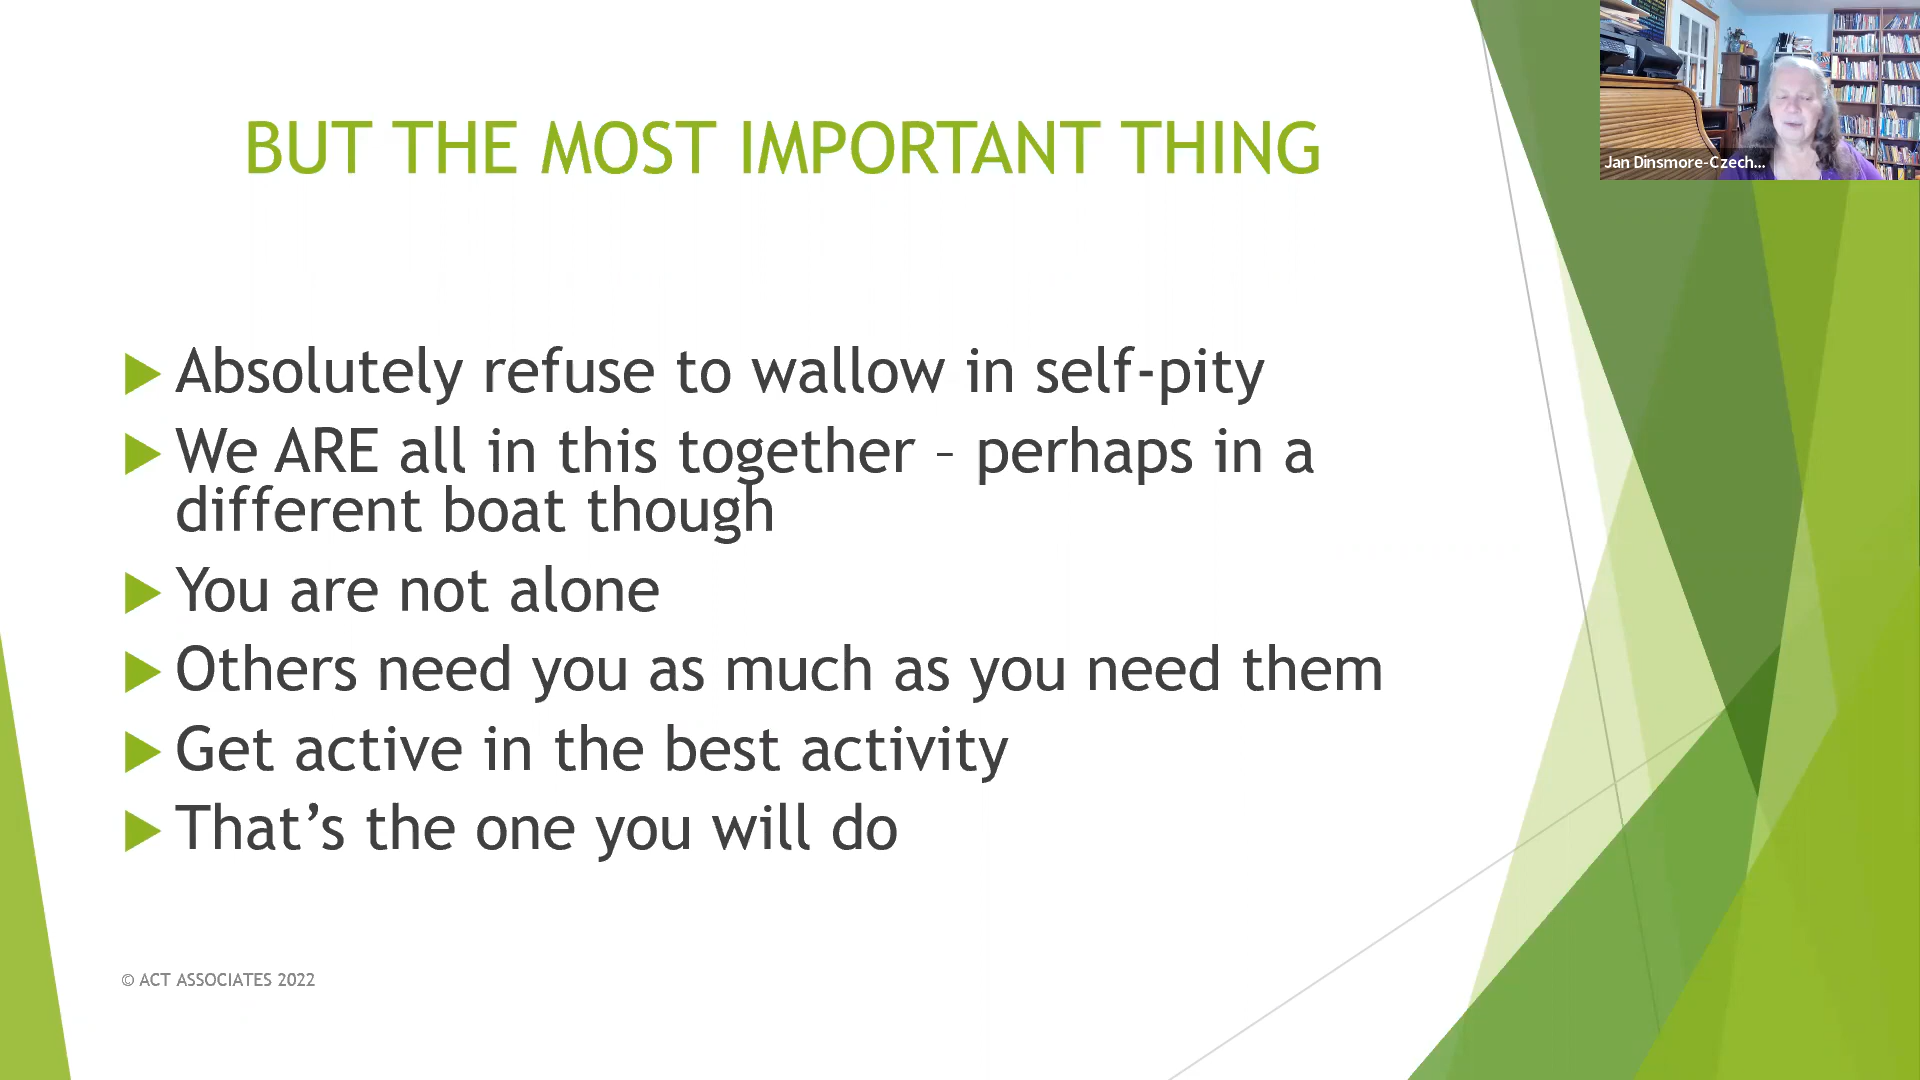 BUT THE MOST IMPORTANT THING
Jan Dinsmore-Czech...
Absolutely refuse to wallow in self-pity
We ARE all in this together – perhaps in a
different boat though
You are not alone
Others need you as much as you need them
Get active in the best activity
That’s the one you will do
© ACT ASSOCIATES 2022